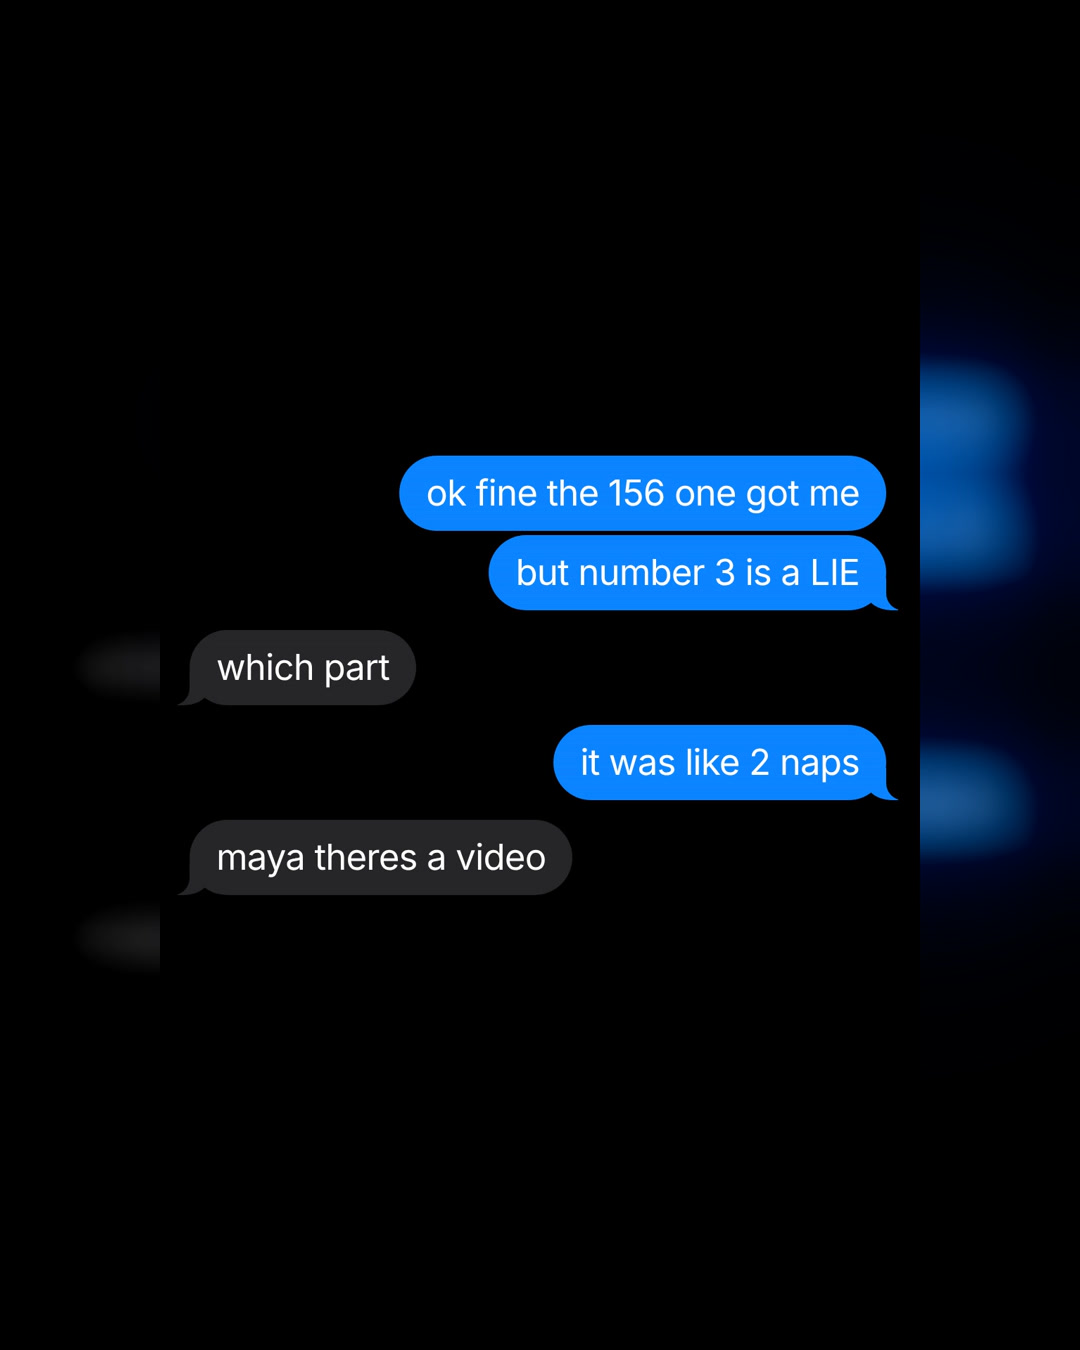 ok fine the 156 one got me
but number 3 is a LIE
which part
it was like 2 naps
maya theres a video